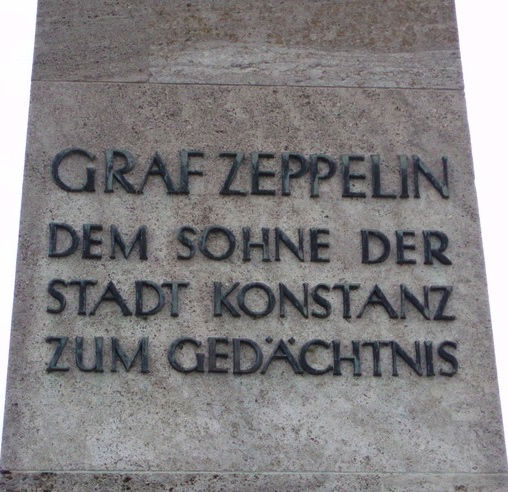 GRAF ZEPPELIN
DEM SOHNE DER
STADT KONSTANZ
ZUM GEDÄCHTNIS